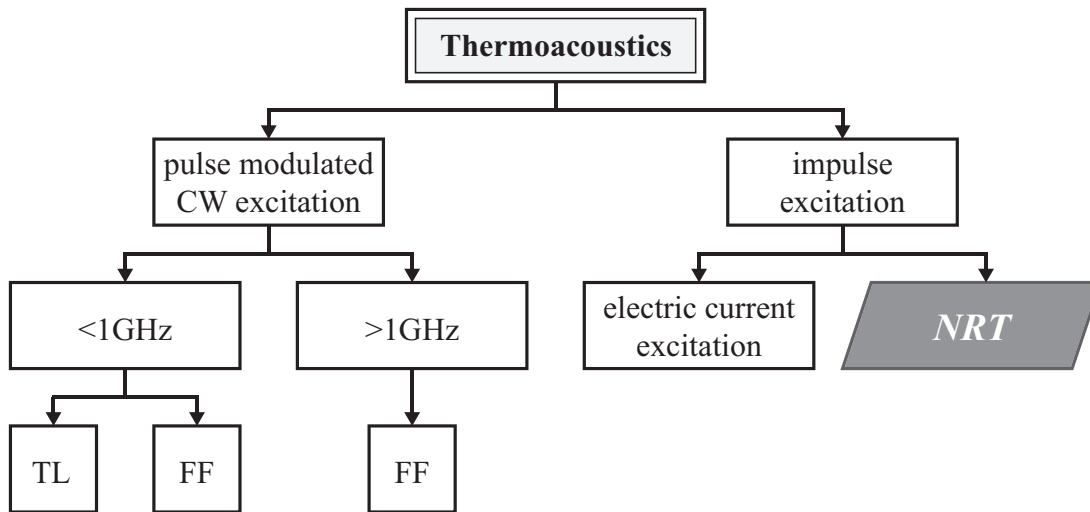 Thermoacoustics
pulse modulated
CW excitation
impulse
excitation
<1GHz
>1GHz
electric current
excitation
NRT
TL
FF
FF